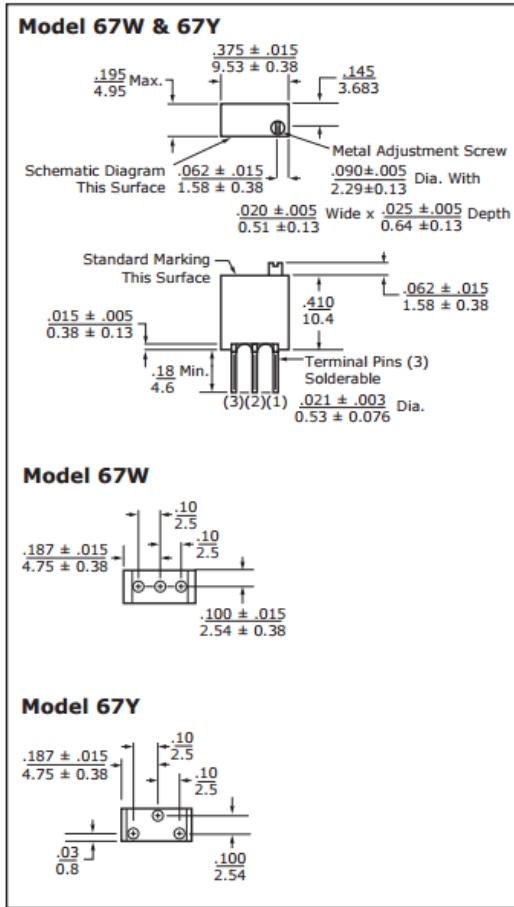 Model 67W & 67Y
.375 ± .015
9.53 ± 0.38
.195 Max.
4.95
.145
3.683
Schematic Diagram
This Surface
.062 ± .015
1.58 ± 0.38
Metal Adjustment Screw
.090±.005 Dia. With
2.29±0.13
.020 ±.005 Wide x .025 ±.005 Depth
0.51 ±0.13 0.64 ±0.13
Standard Marking
This Surface
.062 ± .015
1.58 ± 0.38
.410
10.4
.015 ± .005
0.38 ± 0.13
.18 Min.
4.6
Terminal Pins (3)
Solderable
(3)(2)(1)
.021 ± .003 Dia.
0.53 ± 0.076
Model 67W
.10
2.5
.10
2.5
.187 ± .015
4.75 ± 0.38
.100 ± .015
2.54 ± 0.38
Model 67Y
.10
2.5
.187 ± .015
4.75 ± 0.38
.10
2.5
.03
0.8
.100
2.54